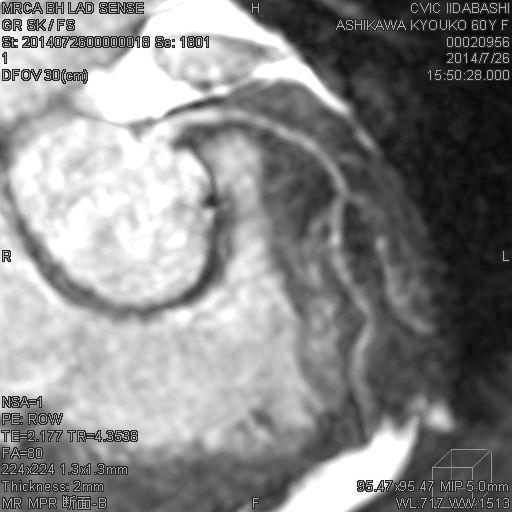 MRCA BH LAD SENSE
GR SK / FS
St: 2014072600000018 Se: 1801
1
DFOV 30(cm)
H
CVIC IIDABASHI
ASHIKAWA KYOUKO 60Y F
00020956
2014/7/26
15:50:28.000
R
L
NSA=1
PE: ROW
TE=2.177 TR=4.3538
FA=80
224x224 1.3x1.3mm
Thickness: 2mm
MR MPR 断面-B
F
95.47x95.47 MIP 5.0mm
WL:717 WW:1513